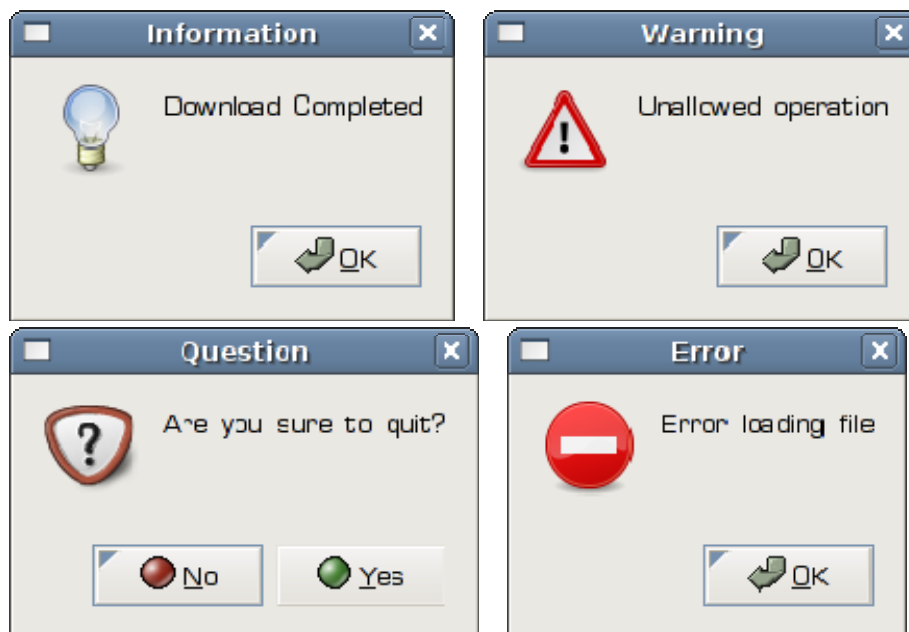 Information
Download Completed
OK
Warning
Unallowed operation
OK
Question
Are you sure to quit?
No
Yes
Error
Error loading file
OK